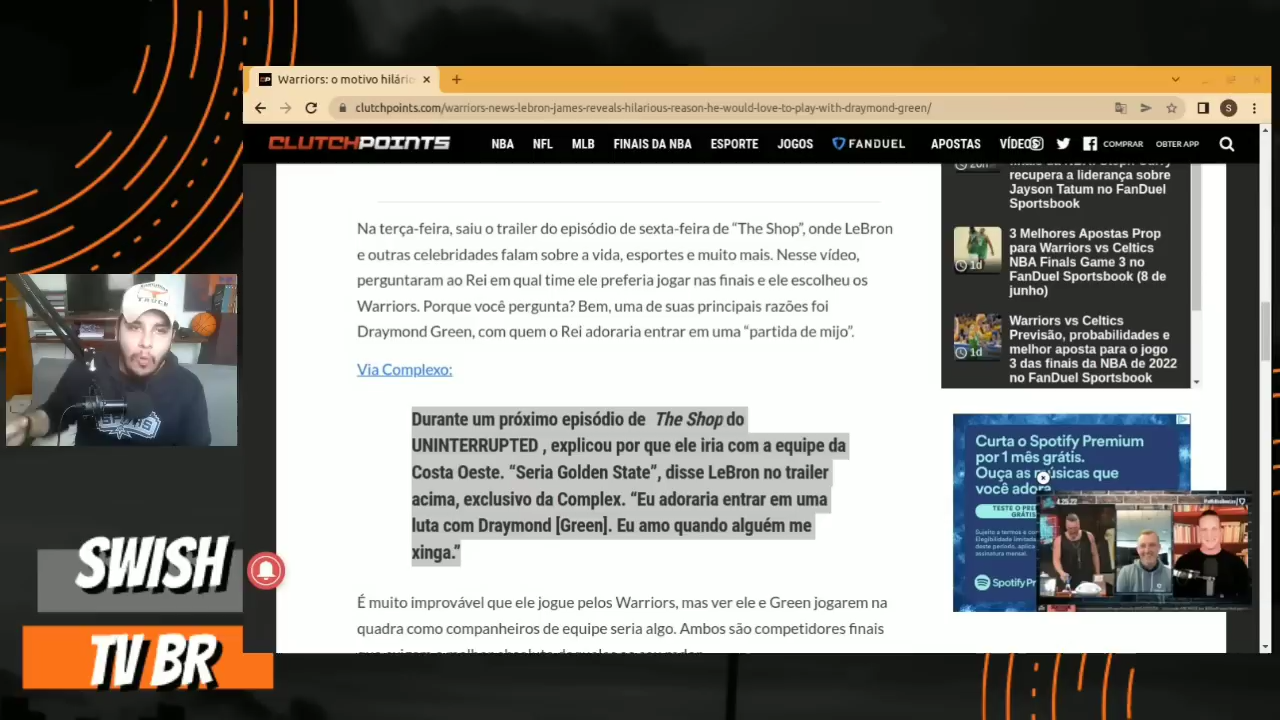 Warriors: o motivo hilário
clutchpoints.com/warriors-news-lebron-james-reveals-hilarious-reason-he-would-love-to-play-with-draymond-green/
S
CLUTCHPOINTS
NBA NFL MLB FINAIS DA NBA ESPORTE JOGOS FANDUEL APOSTAS VÍDEOS COMPRAR OBTER APP
Na terça-feira, saiu o trailer do episódio de sexta-feira de “The Shop”, onde LeBron
e outras celebridades falam sobre a vida, esportes e muito mais. Nesse vídeo,
perguntaram ao Rei em qual time ele preferia jogar nas finais e ele escolheu os
Warriors. Porque você pergunta? Bem, uma de suas principais razões foi
Draymond Green, com quem o Rei adoraria entrar em uma “partida de mijo”.
Via Complexo:
Durante um próximo episódio de The Shop do
UNINTERRUPTED , explicou por que ele iria com a equipe da
Costa Oeste. “Seria Golden State”, disse LeBron no trailer
acima, exclusivo da Complex. “Eu adoraria entrar em uma
luta com Draymond [Green]. Eu amo quando alguém me
xinga.”
É muito improvável que ele jogue pelos Warriors, mas ver ele e Green jogarem na
quadra como companheiros de equipe seria algo. Ambos são competidores finais
20h
recupera a liderança sobre
Jayson Tatum no FanDuel
Sportsbook
3 Melhores Apostas Prop
para Warriors vs Celtics
NBA Finals Game 3 no
FanDuel Sportsbook (8 de
junho)
1d
Warriors vs Celtics
Previsão, probabilidades e
melhor aposta para o jogo
3 das finais da NBA de 2022
no FanDuel Sportsbook
1d
Curta o Spotify Premium
por 1 mês grátis.
Ouça as músicas que
você adora
4.25.22
TRUCK
SPURS
SWISH
TV BR